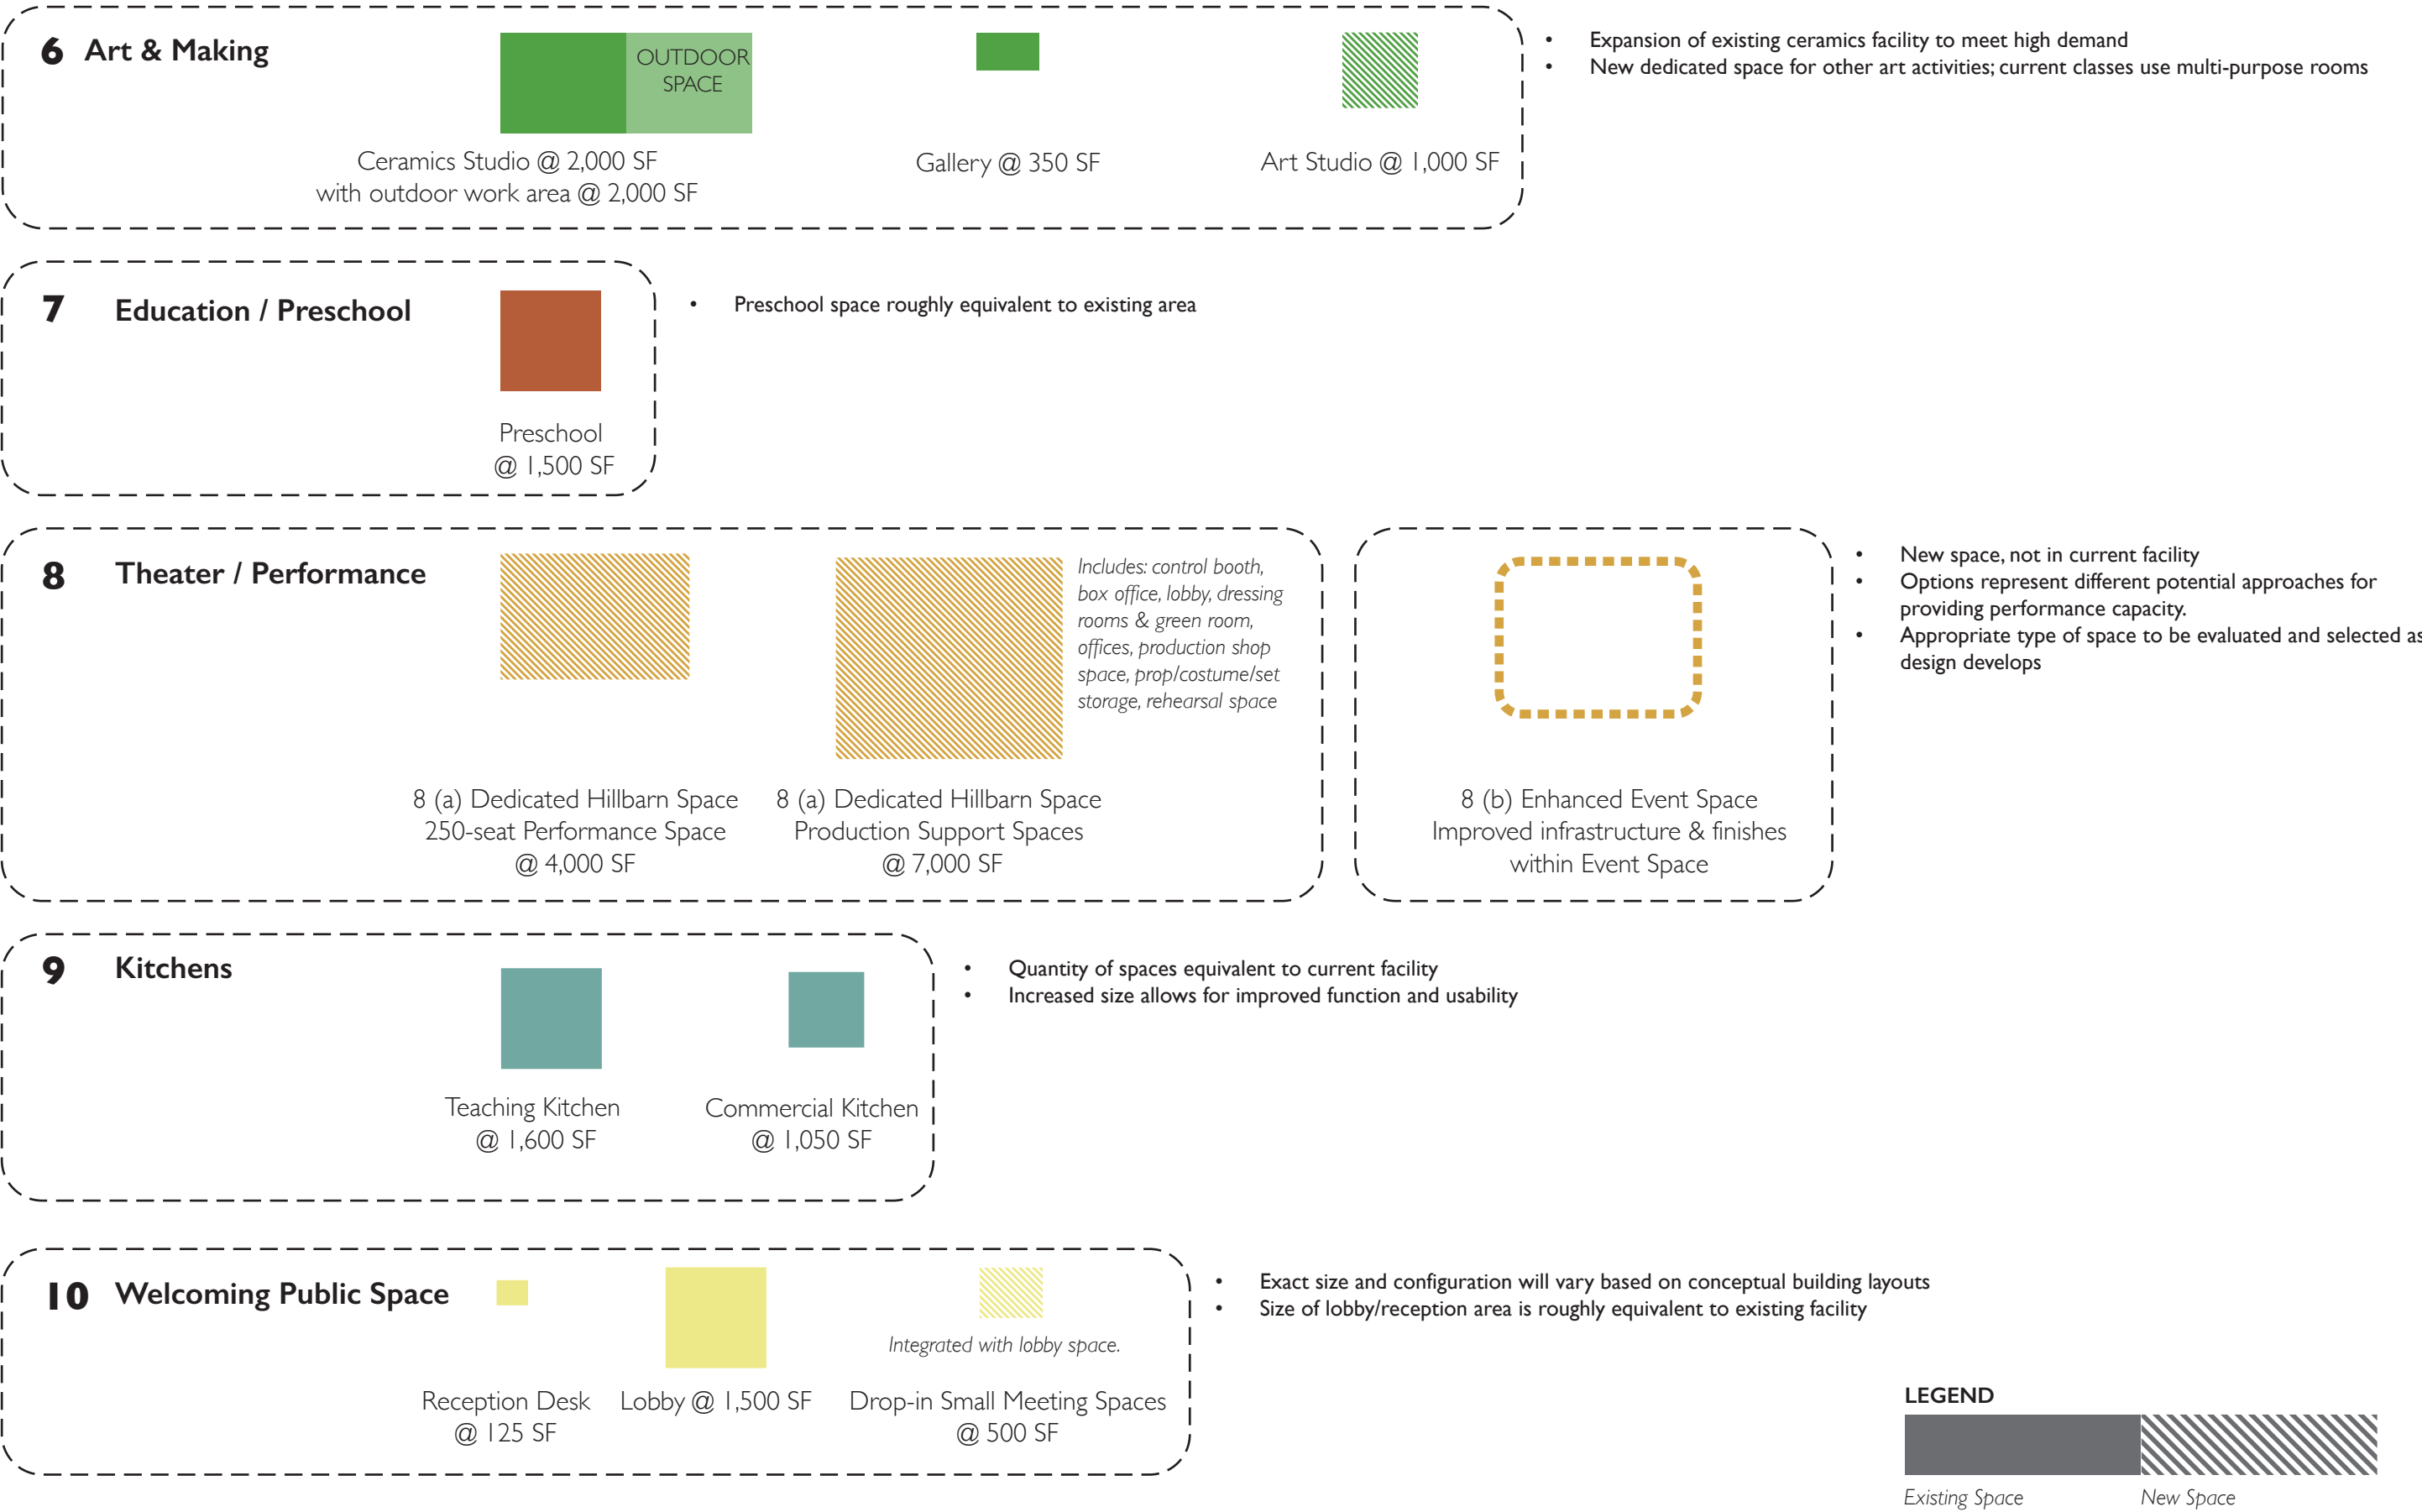 6 Art & Making
OUTDOOR
SPACE
Ceramics Studio @ 2,000 SF
with outdoor work area @ 2,000 SF
Gallery @ 350 SF
Art Studio @ 1,000 SF
• Expansion of existing ceramics facility to meet high demand
• New dedicated space for other art activities; current classes use multi-purpose rooms
7 Education / Preschool
Preschool
@ 1,500 SF
• Preschool space roughly equivalent to existing area
8 Theater / Performance
Includes: control booth,
box office, lobby, dressing
rooms & green room,
offices, production shop
space, prop/costume/set
storage, rehearsal space
8 (a) Dedicated Hillbarn Space
250-seat Performance Space
@ 4,000 SF
8 (a) Dedicated Hillbarn Space
Production Support Spaces
@ 7,000 SF
8 (b) Enhanced Event Space
Improved infrastructure & finishes
within Event Space
• New space, not in current facility
• Options represent different potential approaches for
providing performance capacity.
• Appropriate type of space to be evaluated and selected as
design develops
9 Kitchens
Teaching Kitchen
@ 1,600 SF
Commercial Kitchen
@ 1,050 SF
• Quantity of spaces equivalent to current facility
• Increased size allows for improved function and usability
10 Welcoming Public Space
Integrated with lobby space.
Reception Desk
@ 125 SF
Lobby @ 1,500 SF
Drop-in Small Meeting Spaces
@ 500 SF
• Exact size and configuration will vary based on conceptual building layouts
• Size of lobby/reception area is roughly equivalent to existing facility
LEGEND
Existing Space
New Space